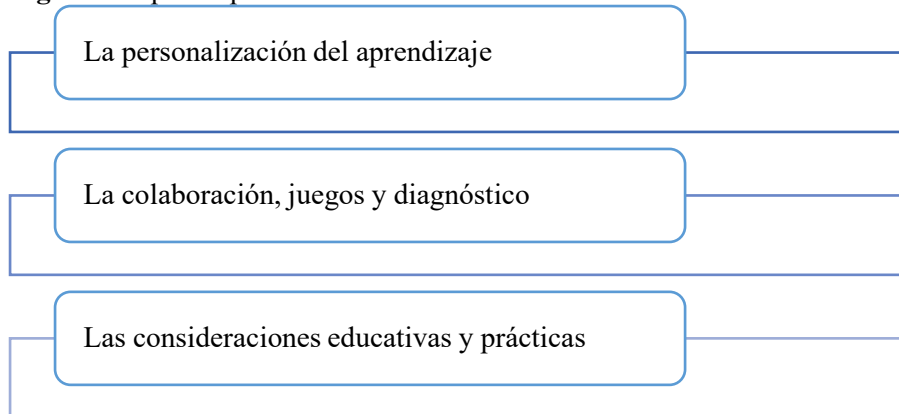 La personalización del aprendizaje
La colaboración, juegos y diagnóstico
Las consideraciones educativas y prácticas